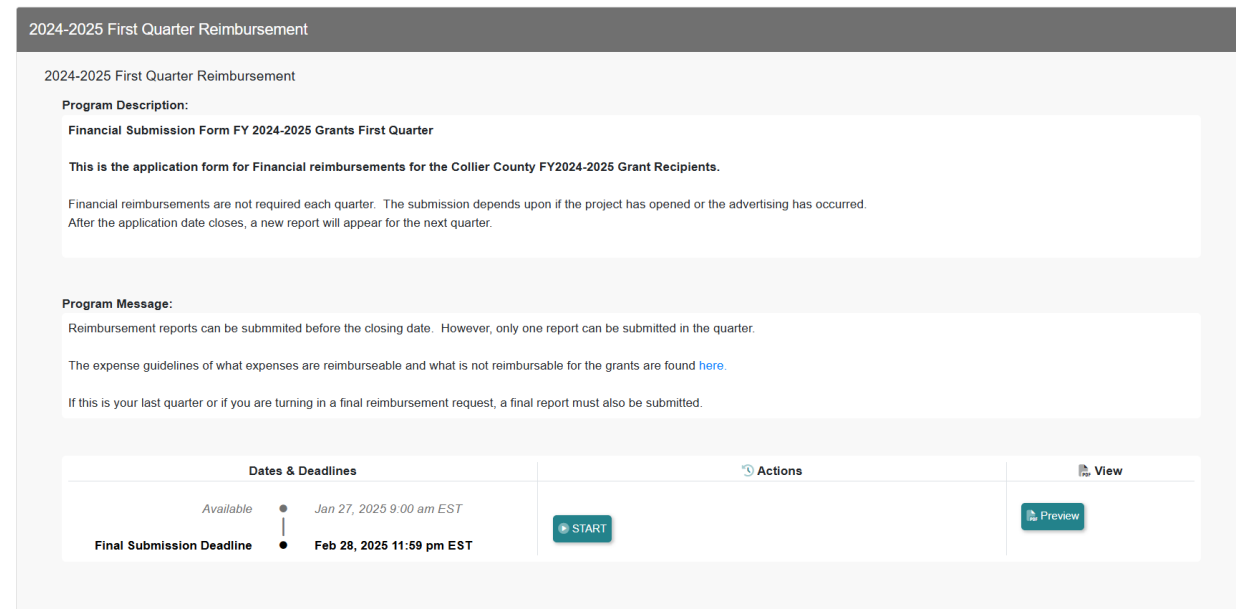 2024-2025 First Quarter Reimbursement
2024-2025 First Quarter Reimbursement
Program Description:
Financial Submission Form FY 2024-2025 Grants First Quarter
This is the application form for Financial reimbursements for the Collier County FY2024-2025 Grant Recipients.
Financial reimbursements are not required each quarter.  The submission depends upon if the project has opened or the advertising has occurred.
After the application date closes, a new report will appear for the next quarter.
Program Message:
Reimbursement reports can be submmited before the closing date.  However, only one report can be submitted in the quarter.
The expense guidelines of what expenses are reimburseable and what is not reimbursable for the grants are found here.
If this is your last quarter or if you are turning in a final reimbursement request, a final report must also be submitted.
Dates & Deadlines
Actions
View
Available
Jan 27, 2025 9:00 am EST
START
Preview
Final Submission Deadline
Feb 28, 2025 11:59 pm EST